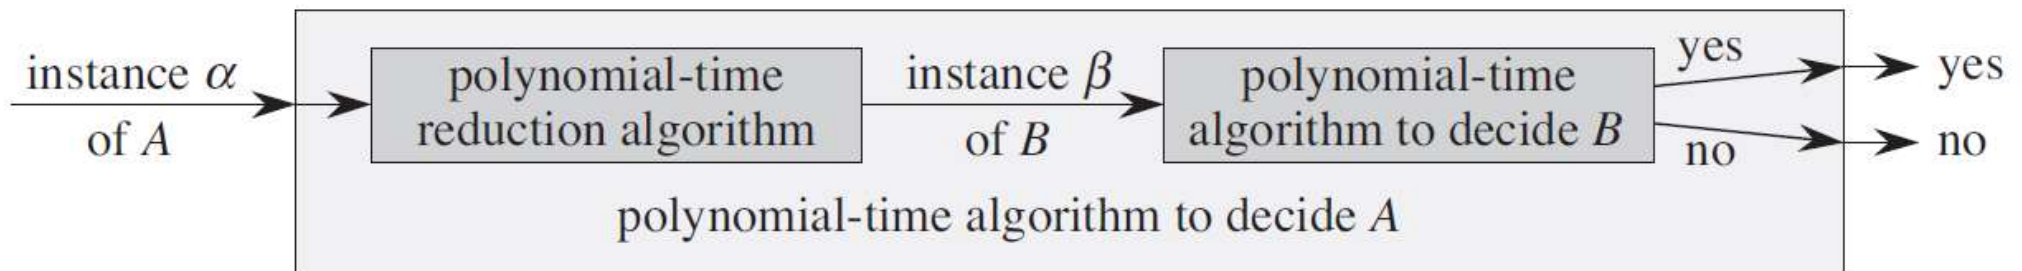 instance α
of A
polynomial-time
reduction algorithm
instance β
of B
polynomial-time
algorithm to decide B
yes
no
yes
no
polynomial-time algorithm to decide A